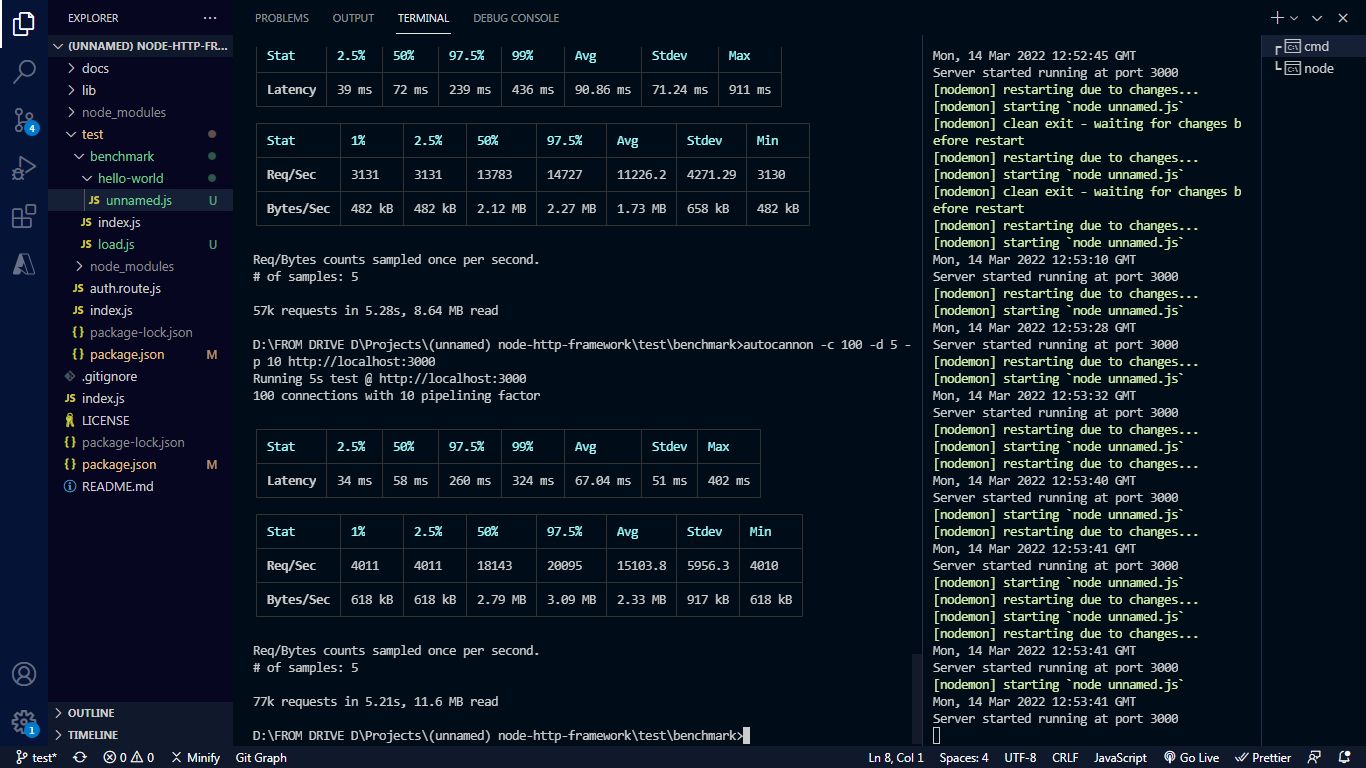 EXPLORER
(UNNAMED) NODE-HTTP-FR...
docs
lib
node_modules
test
benchmark
hello-world
JS unnamed.js U
JS index.js
JS load.js U
node_modules
JS auth.route.js
JS index.js
{} package-lock.json
{} package.json M
.gitignore
JS index.js
LICENSE
{} package-lock.json
{} package.json M
README.md
OUTLINE
TIMELINE
4
1
PROBLEMS OUTPUT TERMINAL DEBUG CONSOLE
Stat 2.5% 50% 97.5% 99% Avg Stdev Max
Latency 39 ms 72 ms 239 ms 436 ms 90.86 ms 71.24 ms 911 ms
Stat 1% 2.5% 50% 97.5% Avg Stdev Min
Req/Sec 3131 3131 13783 14727 11226.2 4271.29 3130
Bytes/Sec 482 kB 482 kB 2.12 MB 2.27 MB 1.73 MB 658 kB 482 kB
Req/Bytes counts sampled once per second.
# of samples: 5
57k requests in 5.28s, 8.64 MB read
D:\FROM DRIVE D\Projects\(unnamed) node-http-framework\test\benchmark>autocannon -c 100 -d 5 -
p 10 http://localhost:3000
Running 5s test @ http://localhost:3000
100 connections with 10 pipelining factor
Stat 2.5% 50% 97.5% 99% Avg Stdev Max
Latency 34 ms 58 ms 260 ms 324 ms 67.04 ms 51 ms 402 ms
Stat 1% 2.5% 50% 97.5% Avg Stdev Min
Req/Sec 4011 4011 18143 20095 15103.8 5956.3 4010
Bytes/Sec 618 kB 618 kB 2.79 MB 3.09 MB 2.33 MB 917 kB 618 kB
Req/Bytes counts sampled once per second.
# of samples: 5
77k requests in 5.21s, 11.6 MB read
D:\FROM DRIVE D\Projects\(unnamed) node-http-framework\test\benchmark>
Mon, 14 Mar 2022 12:52:45 GMT
Server started running at port 3000
[nodemon] restarting due to changes...
[nodemon] starting `node unnamed.js`
[nodemon] clean exit - waiting for changes b
efore restart
[nodemon] restarting due to changes...
[nodemon] starting `node unnamed.js`
[nodemon] clean exit - waiting for changes b
efore restart
[nodemon] restarting due to changes...
[nodemon] starting `node unnamed.js`
Mon, 14 Mar 2022 12:53:10 GMT
Server started running at port 3000
[nodemon] restarting due to changes...
[nodemon] starting `node unnamed.js`
Mon, 14 Mar 2022 12:53:28 GMT
Server started running at port 3000
[nodemon] restarting due to changes...
[nodemon] starting `node unnamed.js`
Mon, 14 Mar 2022 12:53:32 GMT
Server started running at port 3000
[nodemon] restarting due to changes...
[nodemon] starting `node unnamed.js`
[nodemon] restarting due to changes...
Mon, 14 Mar 2022 12:53:40 GMT
Server started running at port 3000
[nodemon] starting `node unnamed.js`
[nodemon] restarting due to changes...
Mon, 14 Mar 2022 12:53:41 GMT
Server started running at port 3000
[nodemon] starting `node unnamed.js`
[nodemon] restarting due to changes...
[nodemon] starting `node unnamed.js`
[nodemon] restarting due to changes...
Mon, 14 Mar 2022 12:53:41 GMT
Server started running at port 3000
[nodemon] starting `node unnamed.js`
Mon, 14 Mar 2022 12:53:41 GMT
Server started running at port 3000
cmd
node
test* 0 0 Minify Git Graph Ln 8, Col 1 Spaces: 4 UTF-8 CRLF JavaScript Go Live Prettier